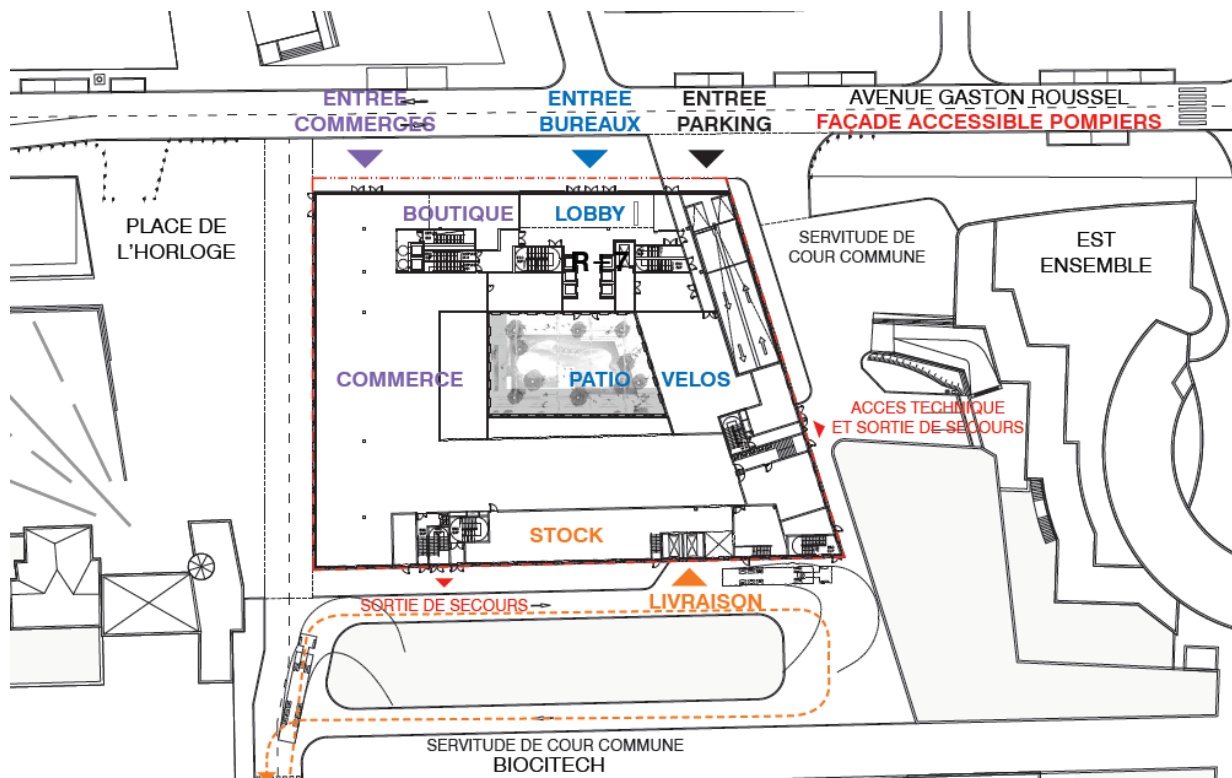 ENTREE
COMMERCES
ENTREE
BUREAUX
ENTREE
PARKING
AVENUE GASTON ROUSSEL
FAÇADE ACCESSIBLE POMPIERS
PLACE DE
L'HORLOGE
BOUTIQUE
LOBBY
SERVITUDE DE
COUR COMMUNE
EST
ENSEMBLE
R-7
COMMERCE
PATIO
VELOS
ACCES TECHNIQUE
ET SORTIE DE SECOURS
STOCK
SORTIE DE SECOURS
LIVRAISON
SERVITUDE DE COUR COMMUNE
BIOCITECH